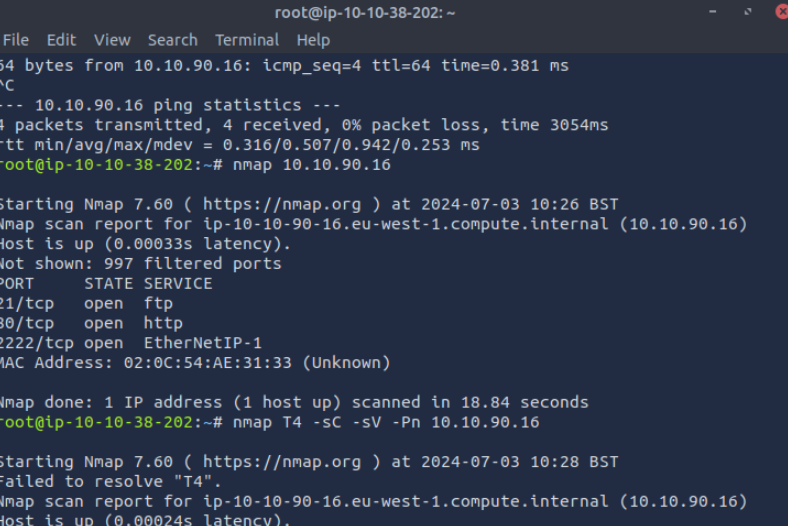 root@ip-10-10-38-202: ~
File Edit View Search Terminal Help
64 bytes from 10.10.90.16: icmp_seq=4 ttl=64 time=0.381 ms
^C
--- 10.10.90.16 ping statistics ---
4 packets transmitted, 4 received, 0% packet loss, time 3054ms
rtt min/avg/max/mdev = 0.316/0.507/0.942/0.253 ms
root@ip-10-10-38-202:~# nmap 10.10.90.16
Starting Nmap 7.60 ( https://nmap.org ) at 2024-07-03 10:26 BST
Nmap scan report for ip-10-10-90-16.eu-west-1.compute.internal (10.10.90.16)
Host is up (0.00033s latency).
Not shown: 997 filtered ports
PORT     STATE SERVICE
21/tcp   open  ftp
80/tcp   open  http
2222/tcp open  EtherNetIP-1
MAC Address: 02:0C:54:AE:31:33 (Unknown)
Nmap done: 1 IP address (1 host up) scanned in 18.84 seconds
root@ip-10-10-38-202:~# nmap T4 -sC -sV -Pn 10.10.90.16
Starting Nmap 7.60 ( https://nmap.org ) at 2024-07-03 10:28 BST
Failed to resolve "T4".
Nmap scan report for ip-10-10-90-16.eu-west-1.compute.internal (10.10.90.16)
Host is up (0.00024s latency).